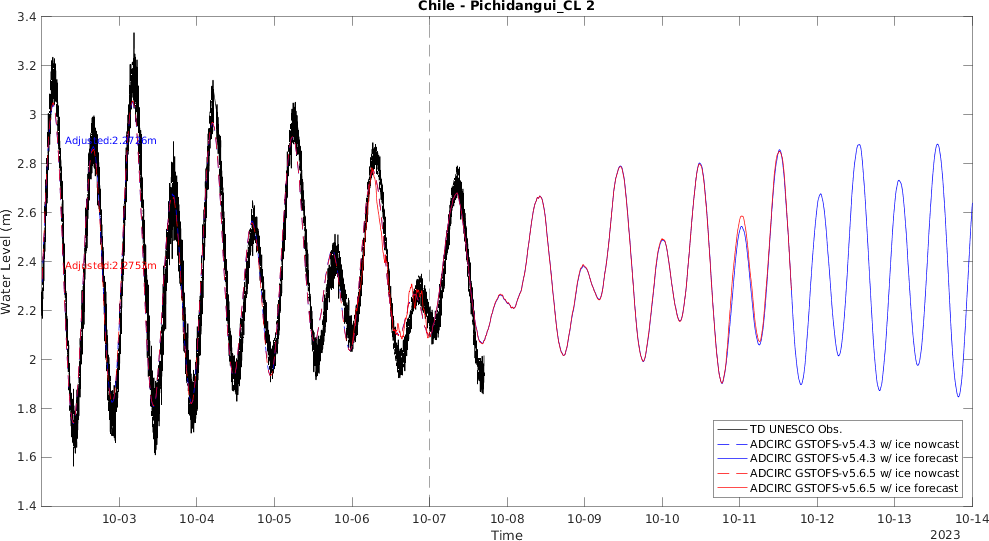 Chile - Pichidangui_CL 2
Water Level (m)
3.4
3.2
3
2.8
2.6
2.4
2.2
2
1.8
1.6
1.4
Adjusted:2.2726m
Adjusted:2.2753m
TD UNESCO Obs.
ADCIRC GSTOFS-v5.4.3 w/ ice nowcast
ADCIRC GSTOFS-v5.4.3 w/ ice forecast
ADCIRC GSTOFS-v5.6.5 w/ ice nowcast
ADCIRC GSTOFS-v5.6.5 w/ ice forecast
10-03 10-04 10-05 10-06 10-07 10-08 10-09 10-10 10-11 10-12 10-13 10-14
Time
2023